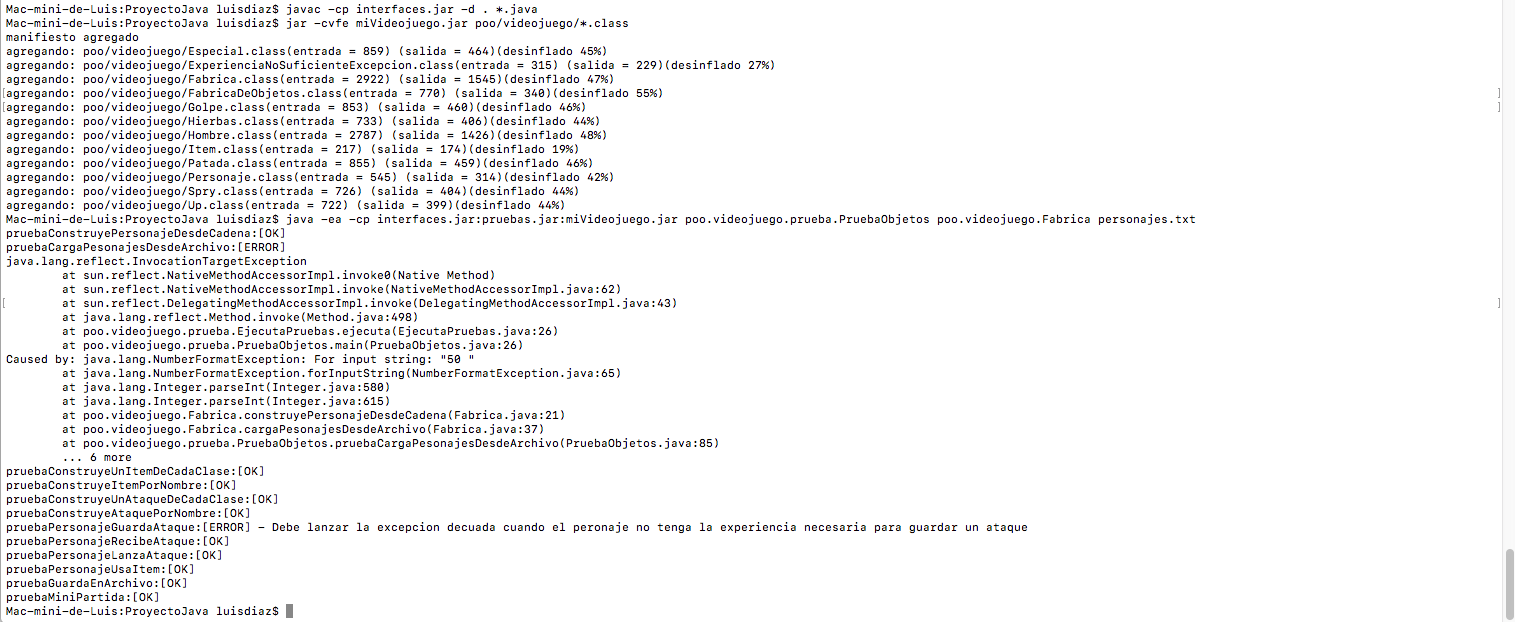 Mac-mini-de-Luis:ProyectoJava luisdiaz$ javac -cp interfaces.jar -d . *.java
Mac-mini-de-Luis:ProyectoJava luisdiaz$ jar -cvfe miVideojuego.jar poo/videojuego/*.class
manifiesto agregado
agregando: poo/videojuego/Especial.class(entrada = 859) (salida = 464)(desinflado 45%)
agregando: poo/videojuego/ExperienciaNoSuficienteExcepcion.class(entrada = 315) (salida = 229)(desinflado 27%)
agregando: poo/videojuego/Fabrica.class(entrada = 2922) (salida = 1545)(desinflado 47%)
[agregando: poo/videojuego/FabricaDeObjetos.class(entrada = 770) (salida = 340)(desinflado 55%) ]
[agregando: poo/videojuego/Golpe.class(entrada = 853) (salida = 460)(desinflado 46%) ]
agregando: poo/videojuego/Hierbas.class(entrada = 733) (salida = 406)(desinflado 44%)
agregando: poo/videojuego/Hombre.class(entrada = 2787) (salida = 1426)(desinflado 48%)
agregando: poo/videojuego/Item.class(entrada = 217) (salida = 174)(desinflado 19%)
agregando: poo/videojuego/Patada.class(entrada = 855) (salida = 459)(desinflado 46%)
agregando: poo/videojuego/Personaje.class(entrada = 545) (salida = 314)(desinflado 42%)
agregando: poo/videojuego/Spry.class(entrada = 726) (salida = 404)(desinflado 44%)
agregando: poo/videojuego/Up.class(entrada = 722) (salida = 399)(desinflado 44%)
Mac-mini-de-Luis:ProyectoJava luisdiaz$ java -ea -cp interfaces.jar:pruebas.jar:miVideojuego.jar poo.videojuego.prueba.PruebaObjetos poo.videojuego.Fabrica personajes.txt
pruebaConstruyePersonajeDesdeCadena:[OK]
pruebaCargaPesonajesDesdeArchivo:[ERROR]
java.lang.reflect.InvocationTargetException
at sun.reflect.NativeMethodAccessorImpl.invoke0(Native Method)
at sun.reflect.NativeMethodAccessorImpl.invoke(NativeMethodAccessorImpl.java:62)
[ at sun.reflect.DelegatingMethodAccessorImpl.invoke(DelegatingMethodAccessorImpl.java:43) ]
at java.lang.reflect.Method.invoke(Method.java:498)
at poo.videojuego.prueba.EjecutaPruebas.ejecuta(EjecutaPruebas.java:26)
at poo.videojuego.prueba.PruebaObjetos.main(PruebaObjetos.java:26)
Caused by: java.lang.NumberFormatException: For input string: "50 "
at java.lang.NumberFormatException.forInputString(NumberFormatException.java:65)
at java.lang.Integer.parseInt(Integer.java:580)
at java.lang.Integer.parseInt(Integer.java:615)
at poo.videojuego.Fabrica.construyePersonajeDesdeCadena(Fabrica.java:21)
at poo.videojuego.Fabrica.cargaPesonajesDesdeArchivo(Fabrica.java:37)
at poo.videojuego.prueba.PruebaObjetos.pruebaCargaPesonajesDesdeArchivo(PruebaObjetos.java:85)
... 6 more
pruebaConstruyeUnItemDeCadaClase:[OK]
pruebaConstruyeItemPorNombre:[OK]
pruebaConstruyeUnAtaqueDeCadaClase:[OK]
pruebaConstruyeAtaquePorNombre:[OK]
pruebaPersonajeGuardaAtaque:[ERROR] – Debe lanzar la excepcion decuada cuando el peronaje no tenga la experiencia necesaria para guardar un ataque
pruebaPersonajeRecibeAtaque:[OK]
pruebaPersonajeLanzaAtaque:[OK]
pruebaPersonajeUsaItem:[OK]
pruebaGuardaEnArchivo:[OK]
pruebaMiniPartida:[OK]
Mac-mini-de-Luis:ProyectoJava luisdiaz$